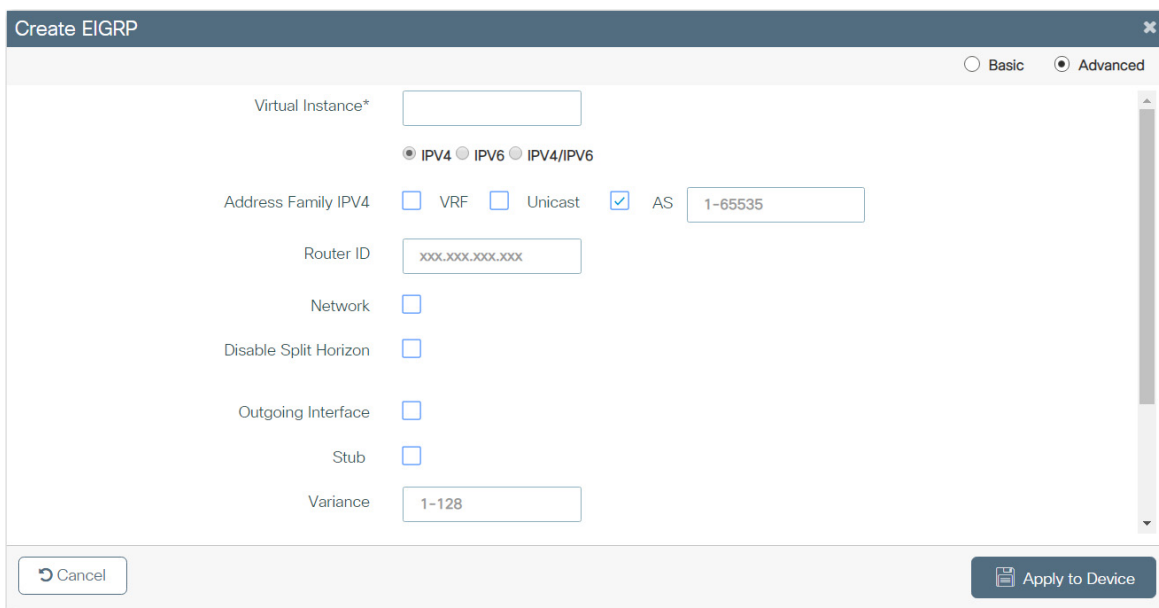 Create EIGRP
Basic Advanced
Virtual Instance*
IPV4 IPV6 IPV4/IPV6
Address Family IPV4 VRF Unicast AS 1-65535
Router ID xxx.xxx.xxx.xxx
Network
Disable Split Horizon
Outgoing Interface
Stub
Variance 1-128
Cancel Apply to Device